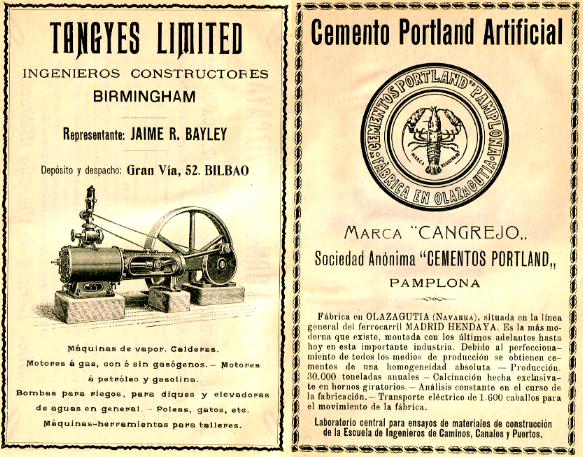 TANGYES LIMITED
INGENIEROS CONSTRUCTORES
BIRMINGHAM
Representante: JAIME R. BAYLEY
Depósito y despacho: Gran Vía, 52. BILBAO
Máquinas de vapor. Calderas.
Motores á gas, con ó sin gasógenos. — Motores
á petróleo y gasolina.
Bombas para riegos, para diques y elevadoras
de aguas en general. — Poleas, gatos, etc.
Máquinas-herramientas para talleres.
Cemento Portland Artificial
"CEMENTOS PORTLAND" PAMPLONA
FÁBRICA EN OLAZAGUTIA
MARCA
MARCA "CANGREJO„
Sociedad Anónima "CEMENTOS PORTLAND„
PAMPLONA
Fábrica en OLAZAGUTIA (NAVARRA), situada en la línea
general del ferrocarril MADRID HENDAYA. Es la más mo-
derna que existe, montada con los últimos adelantos hasta
hoy en esta importante industria. Debido al perfecciona-
miento de todos los medios de producción se obtienen ce-
mentos de una homogeneidad absoluta — Producción.
30.000 toneladas anuales — Calcinación hecha exclusiva-
te en hornos giratorios. — Análisis constante en el curso de
la fabricación. — Transporte eléctrico de 1.600 caballos para
el movimiento de la fábrica.
Laboratorio central para ensayos de materiales de construcción
de la Escuela de Ingenieros de Caminos, Canales y Puertos.